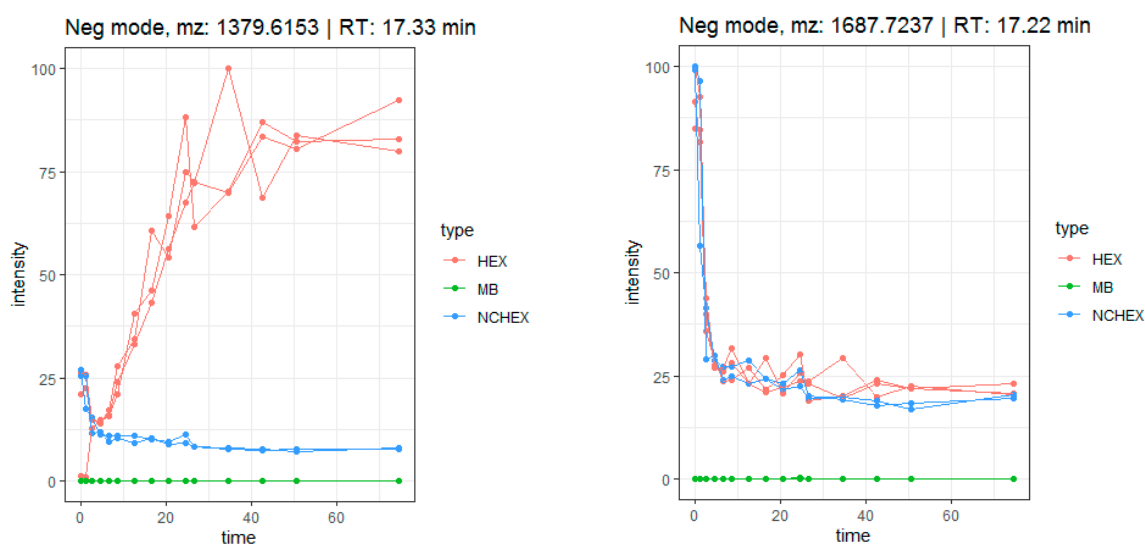 Neg mode, mz: 1379.6153 | RT: 17.33 min
100
75
50
25
0
intensity
0
20
40
60
time
type
HEX
MB
NCHEX
Neg mode, mz: 1687.7237 | RT: 17.22 min
100
75
50
25
0
intensity
0
20
40
60
time
type
HEX
MB
NCHEX